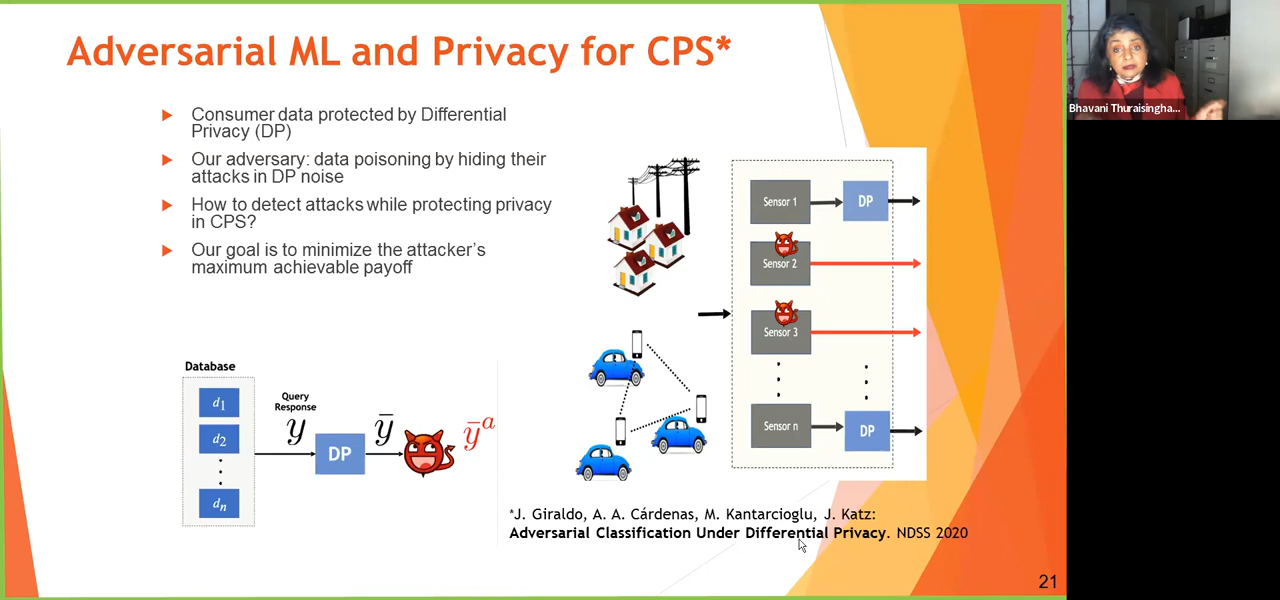 Adversarial ML and Privacy for CPS*
Consumer data protected by Differential
Privacy (DP)
Our adversary: data poisoning by hiding their
attacks in DP noise
How to detect attacks while protecting privacy
in CPS?
Our goal is to minimize the attacker's
maximum achievable payoff
Database
d1
d2
dn
Query
Response
y
DP
ȳ
ȳa
Sensor 1
DP
Sensor 2
Sensor 3
Sensor n
DP
*J. Giraldo, A. A. Cárdenas, M. Kantarcioglu, J. Katz:
Adversarial Classification Under Differential Privacy. NDSS 2020
21
Bhavani Thuraisingha...